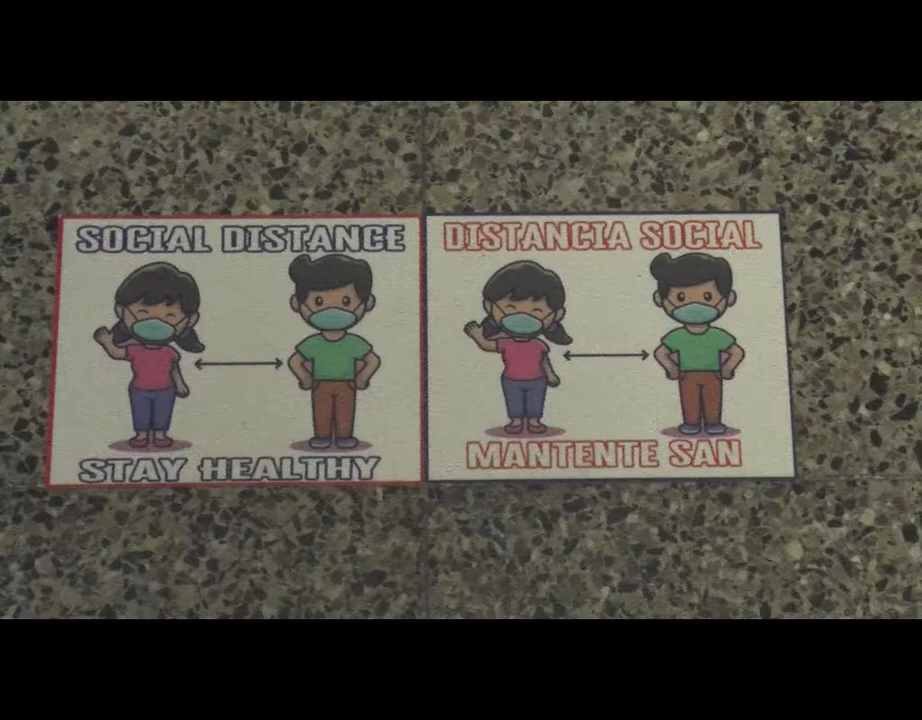 SOCIAL DISTANCE
STAY HEALTHY
DISTANCIA SOCIAL
MANTENTE SAN